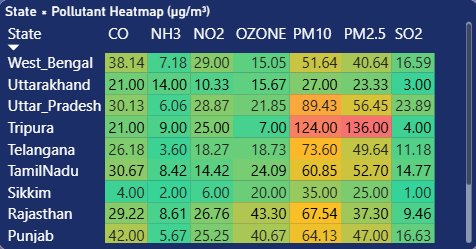 State × Pollutant Heatmap (µg/m³)
State CO NH3 NO2 OZONE PM10 PM2.5 SO2
West_Bengal 38.14 7.18 29.00 15.05 51.64 40.64 16.59
Uttarakhand 21.00 14.00 10.33 15.67 27.00 23.33 3.00
Uttar_Pradesh 30.13 6.06 28.87 21.85 89.43 56.45 23.89
Tripura 21.00 9.00 25.00 7.00 124.00 136.00 4.00
Telangana 26.18 3.60 18.27 18.73 73.60 49.64 11.18
TamilNadu 30.67 8.42 14.42 24.09 60.85 52.70 14.77
Sikkim 4.00 2.00 6.00 20.00 35.00 25.00 1.00
Rajasthan 29.22 8.61 26.76 43.30 67.54 37.30 9.46
Punjab 42.00 5.67 25.25 40.67 64.13 47.00 16.63